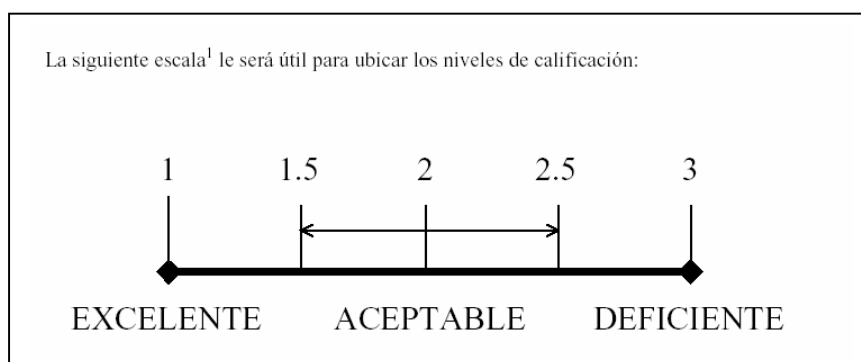 La siguiente escala¹ le será útil para ubicar los niveles de calificación:
1 1.5 2 2.5 3
EXCELENTE ACEPTABLE DEFICIENTE